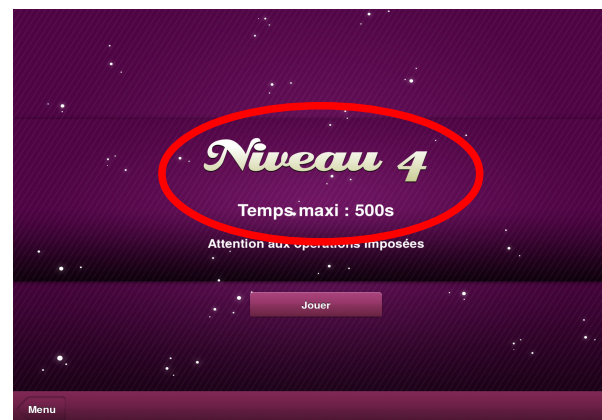 Niveau 4
Temps maxi : 500s
Attention aux opérations imposées
Jouer
Menu